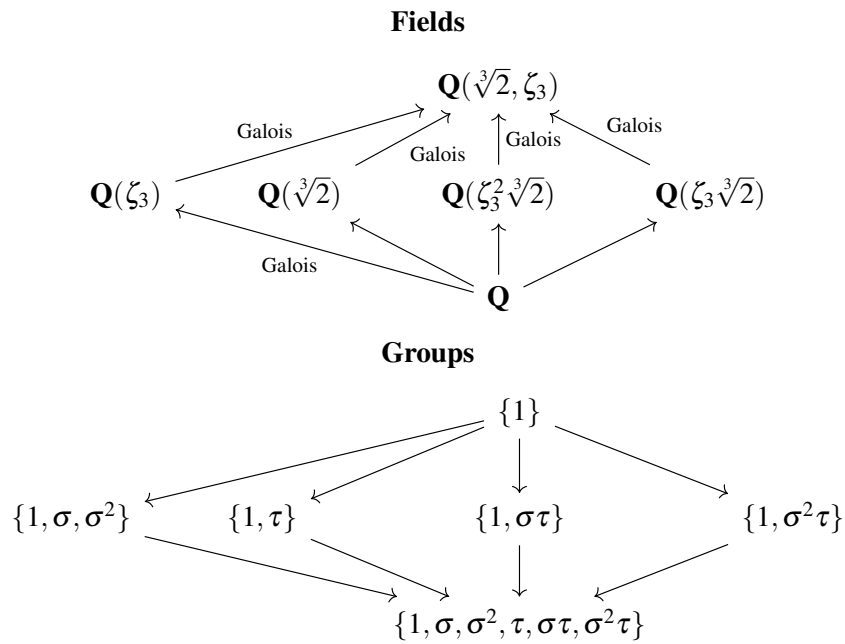 Fields
Q(∛2, ζ₃)
Galois Galois Galois Galois
Q(ζ₃) Q(∛2) Q(ζ₃²∛2) Q(ζ₃∛2)
Galois
Q
Groups
{1}
{1, σ, σ²} {1, τ} {1, στ} {1, σ²τ}
{1, σ, σ², τ, στ, σ²τ}